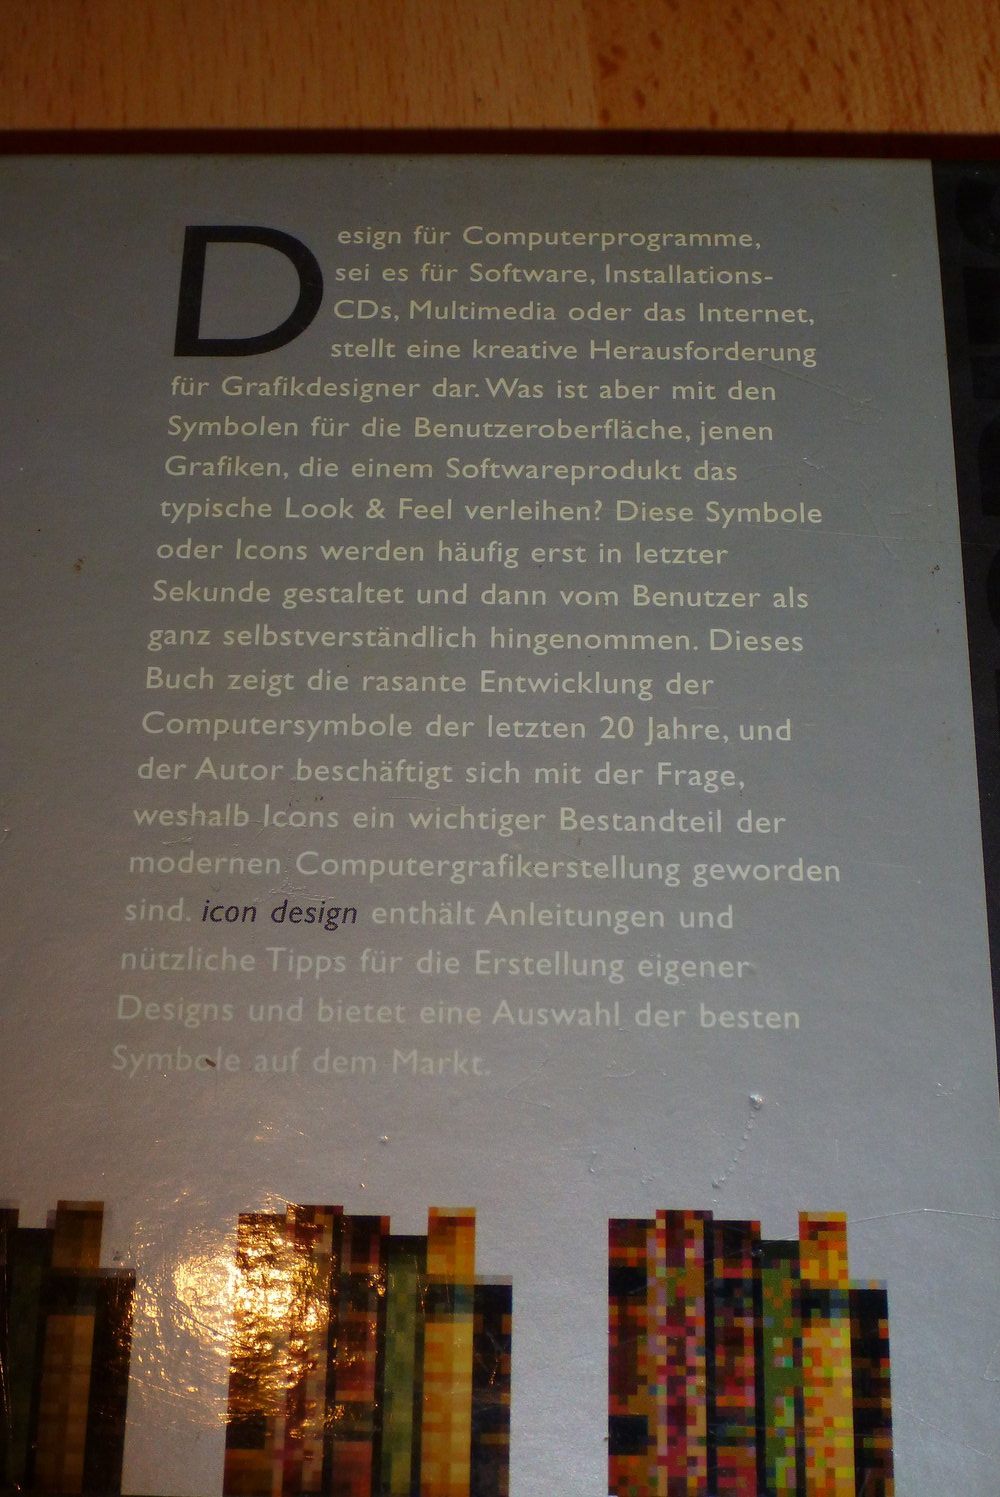 Design für Computerprogramme,
sei es für Software, Installations-
CDs, Multimedia oder das Internet,
stellt eine kreative Herausforderung
für Grafikdesigner dar. Was ist aber mit den
Symbolen für die Benutzeroberfläche, jenen
Grafiken, die einem Softwareprodukt das
typische Look & Feel verleihen? Diese Symbole
oder Icons werden häufig erst in letzter
Sekunde gestaltet und dann vom Benutzer als
ganz selbstverständlich hingenommen. Dieses
Buch zeigt die rasante Entwicklung der
Computersymbole der letzten 20 Jahre, und
der Autor beschäftigt sich mit der Frage,
weshalb Icons ein wichtiger Bestandteil der
modernen Computergrafikerstellung geworden
sind. icon design enthält Anleitungen und
nützliche Tipps für die Erstellung eigener
Designs und bietet eine Auswahl der besten
Symbole auf dem Markt.